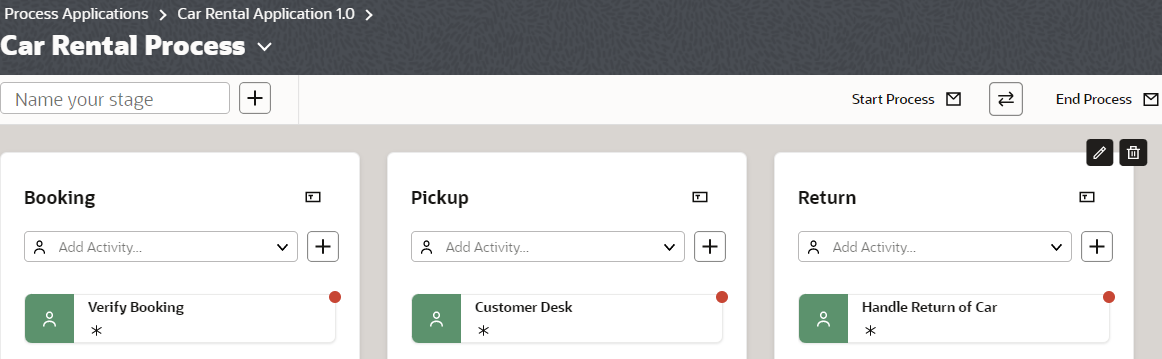 Process Applications > Car Rental Application 1.0 >
Car Rental Process
Name your stage
Start Process
End Process
Booking
Pickup
Return
Add Activity...
Add Activity...
Add Activity...
Verify Booking
Customer Desk
Handle Return of Car